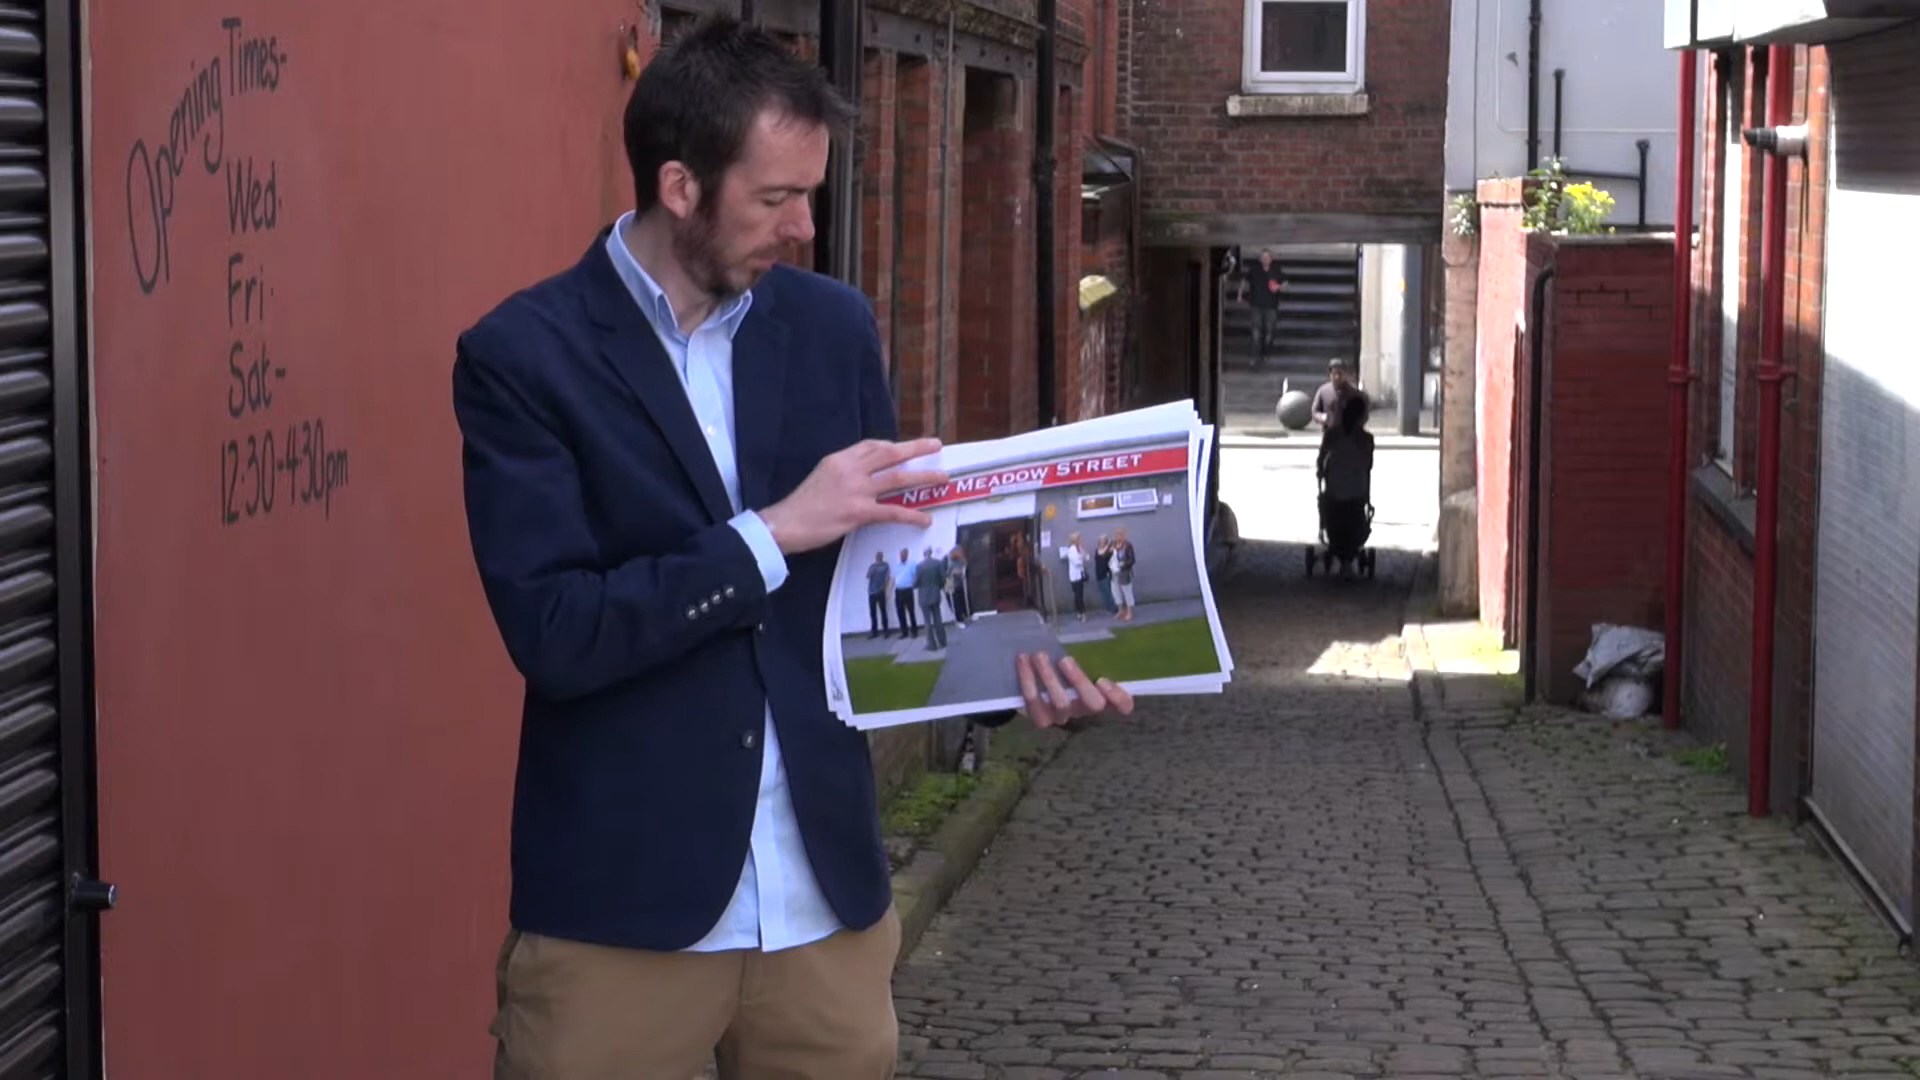 Opening Times-
Wed.
Fri.
Sat-
12.30-4.30pm
NEW MEADOW STREET